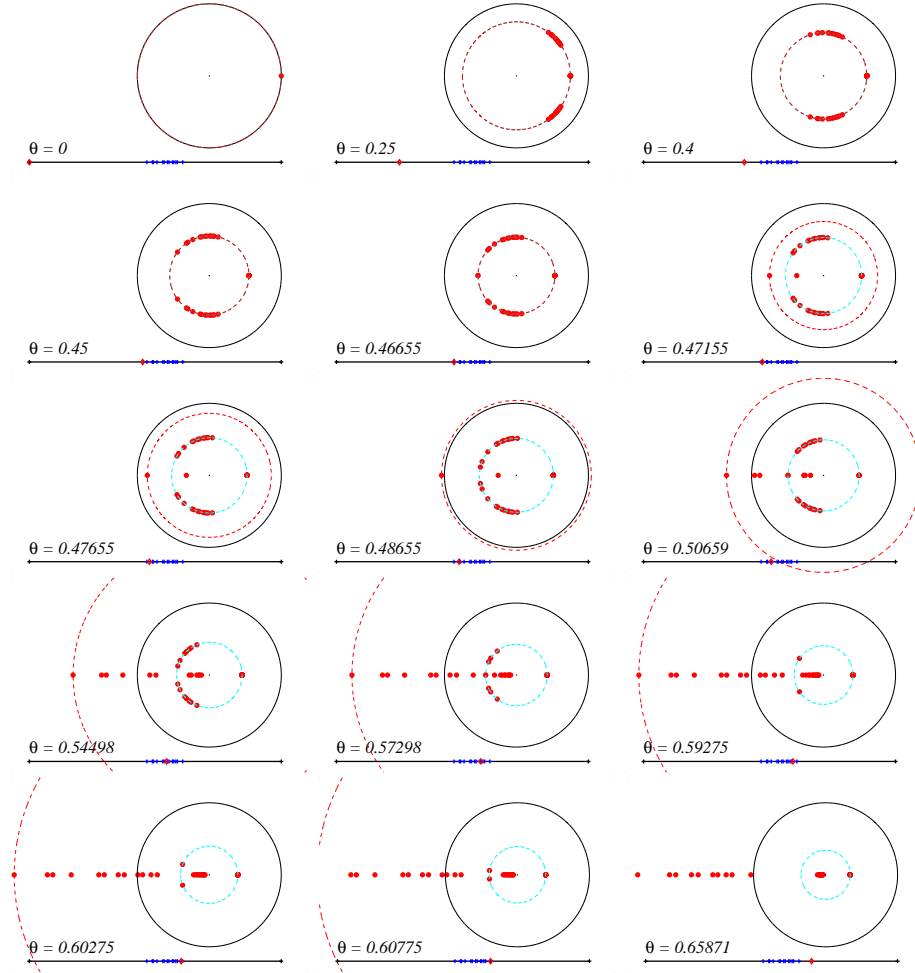 θ = 0
θ = 0.25
θ = 0.4
θ = 0.45
θ = 0.46655
θ = 0.47155
θ = 0.47655
θ = 0.48655
θ = 0.50659
θ = 0.54498
θ = 0.57298
θ = 0.59275
θ = 0.60275
θ = 0.60775
θ = 0.65871